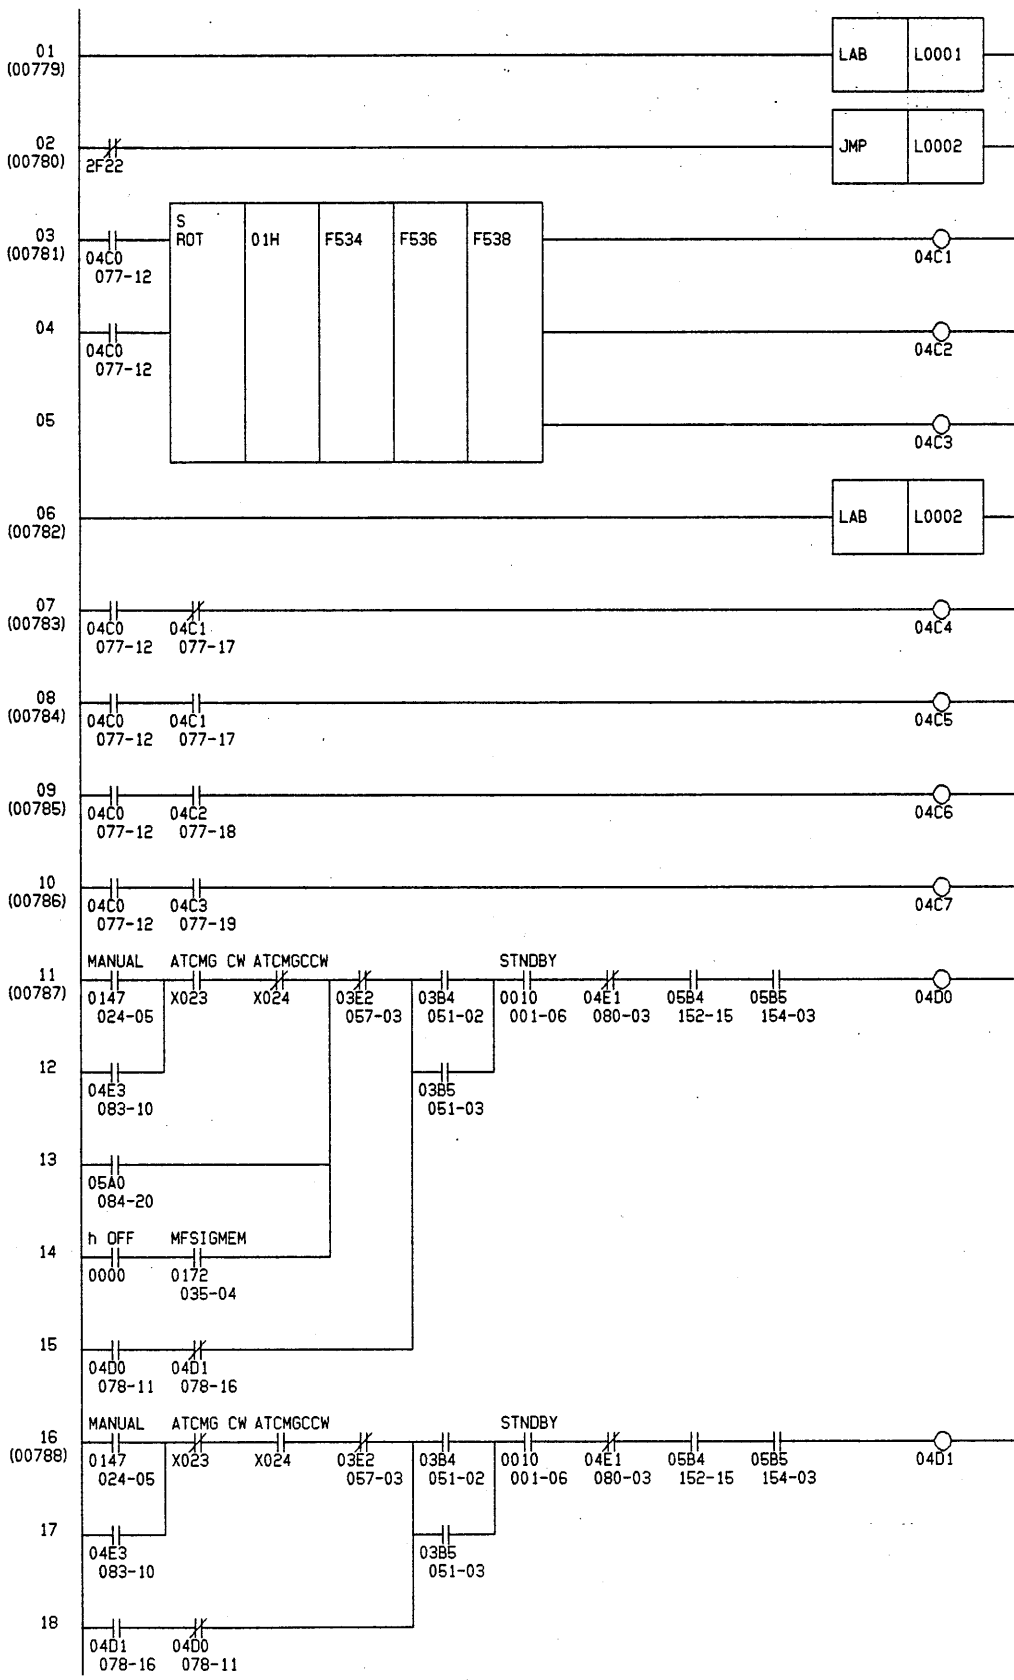 01
(00779)
LAB L0001
02
(00780)
2F22
JMP L0002
03
(00781)
04C0
077-12
S
ROT 01H F534 F536 F538
04C1
04
04C0
077-12
04C2
05
04C3
06
(00782)
LAB L0002
07
(00783)
04C0 04C1 04C4
077-12 077-17
08
(00784)
04C0 04C1 04C5
077-12 077-17
09
(00785)
04C0 04C2 04C6
077-12 077-18
10
(00786)
04C0 04C3 04C7
077-12 077-19
MANUAL ATCMG CW ATCMGCCW STNDBY
11
(00787)
0147 X023 X024 03E2 03B4 0010 04E1 05B4 05B5 04D0
024-05 057-03 051-02 001-06 080-03 152-15 154-03
12
04E3 03B5
083-10 051-03
13
05A0
084-20
h OFF MFSIGMEM
14
0000 0172
035-04
15
04D0 04D1
078-11 078-16
MANUAL ATCMG CW ATCMGCCW STNDBY
16
(00788)
0147 X023 X024 03E2 03B4 0010 04E1 05B4 05B5 04D1
024-05 057-03 051-02 001-06 080-03 152-15 154-03
17
04E3 03B5
083-10 051-03
18
04D1 04D0
078-16 078-11